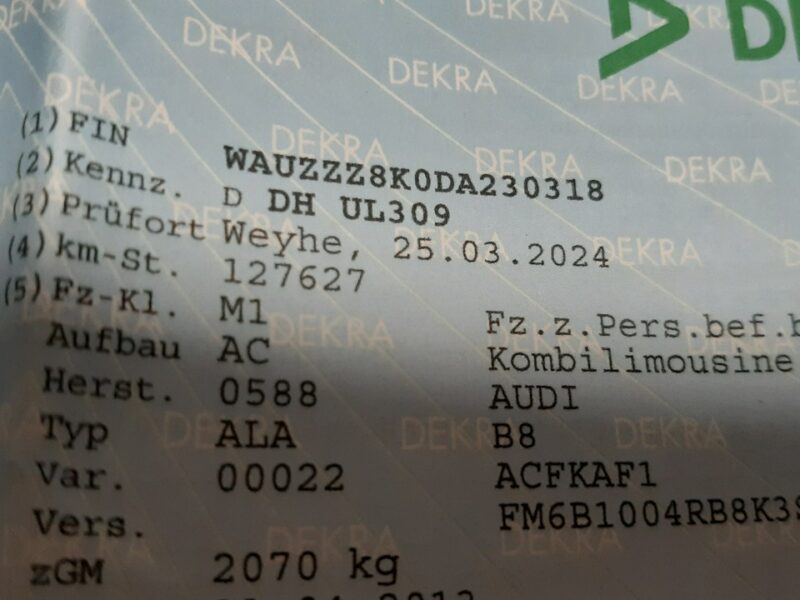 (1) FIN WAUZZZ8K0DA230318
(2) Kennz. D DH UL309
(3) Prüfort Weyhe, 25.03.2024
(4) km-St. 127627
(5) Fz-Kl. M1 Fz.z.Pers.bef.b
Aufbau AC Kombilimousine
Herst. 0588 AUDI
Typ ALA B8
Var. 00022 ACFKAF1
Vers. FM6B1004RB8K3S
zGM 2070 kg
DEKRA